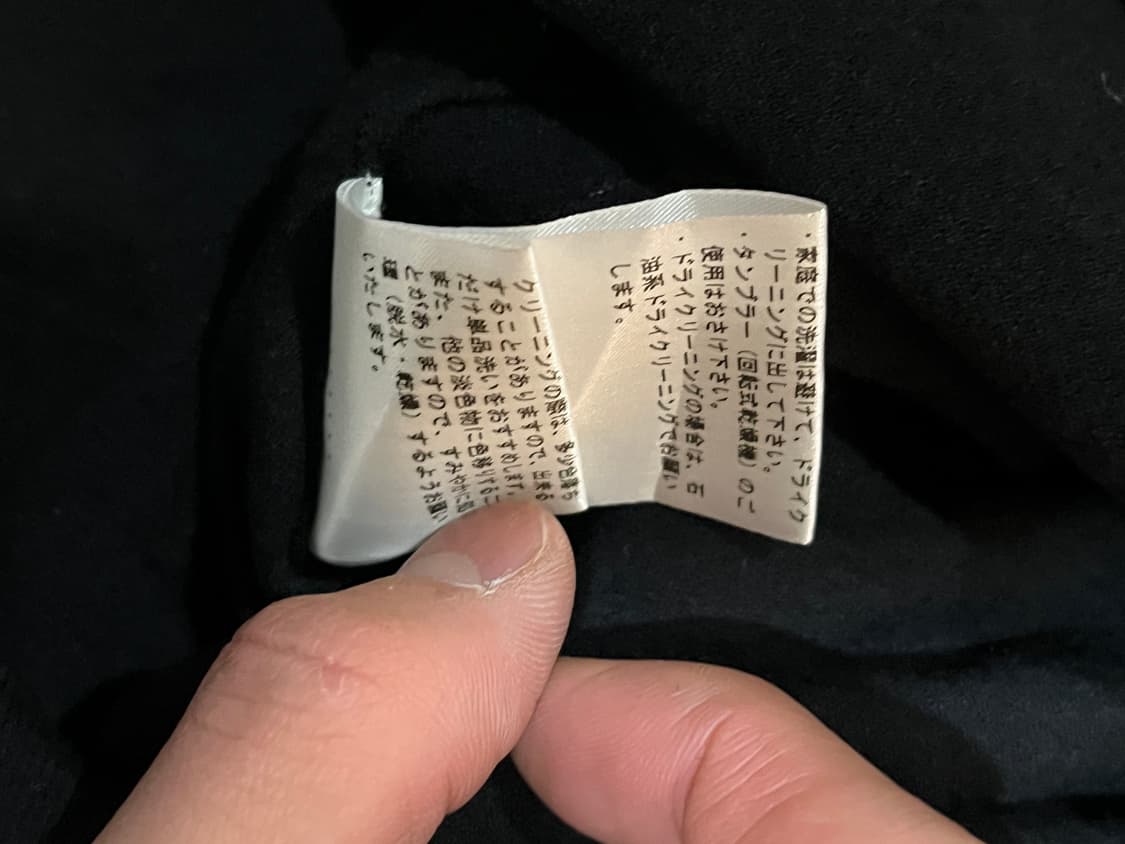 ・家庭での洗濯は避けて、ドライク
リーニングに出して下さい。
・タンブラー（回転式乾燥機）のご
使用はおさけ下さい。
・ドライクリーニングの場合は、石
油系ドライクリーニングでお願い
します。
クリーニングの際は、多少色落ち
することがありますので、出来る
だけ単品洗いをおすすめします。
また、他の淡色物に色移りするこ
とがありますので、すみやかに処
理（脱水・乾燥）するようお願い
いたします。